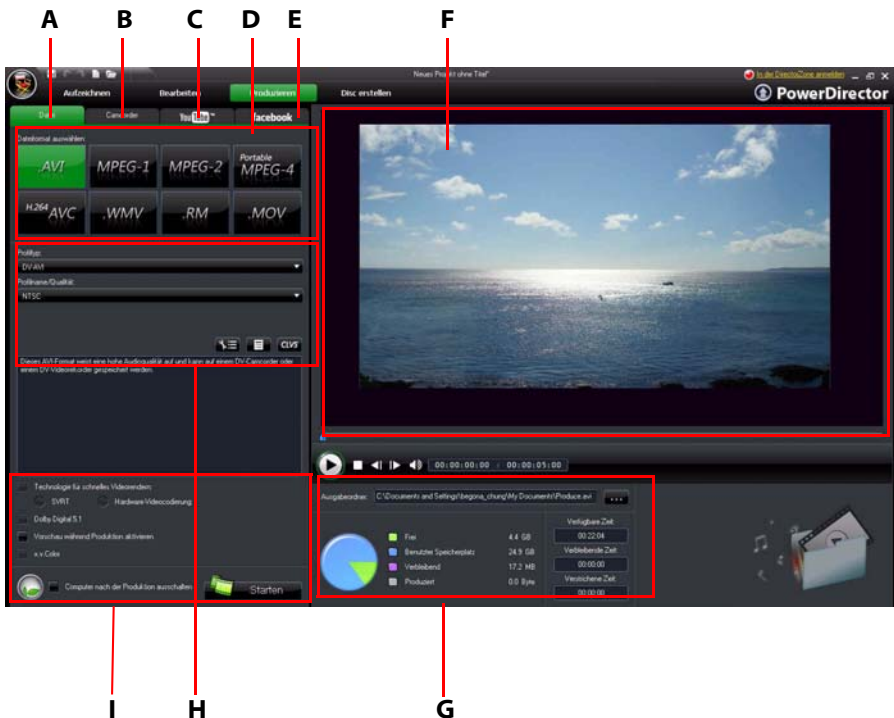 A B C D E F
Neues Projekt ohne Titel*
In der DirectorZone anmelden
Aufzeichnen Bearbeiten Produzieren Disc erstellen PowerDirector
Datei Camcorder YouTube™ facebook
Dateiformat auswählen:
.AVI MPEG-1 MPEG-2 Portable MPEG-4
H.264 AVC .WMV .RM .MOV
Profiltyp:
DV-AVI
Profilname/Qualität:
NTSC
CLVS
Dieses AVI-Format weist eine hohe Audioqualität auf und kann auf einem DV-Camcorder oder
einem DV-Videorekorder gespeichert werden.
00:00:00:00 / 00:00:05:00
Technologie für schnelles Videorendern:
SVRT Hardware-Videocodierung
Dolby Digital 5.1
Vorschau während Produktion aktivieren
x.v.Color
Computer nach der Produktion ausschalten
Starten
Ausgabeordner: C:\Documents and Settings\begona_chung\My Documents\Produce.avi ...
Frei 4.4 GB
Benutzter Speicherplatz 24.9 GB
Verbleibend 17.2 MB
Produziert 0.0 Byte
Verfügbare Zeit:
00:22:04
Verbleibende Zeit:
00:00:00
Verstrichene Zeit:
00:00:00
I H G